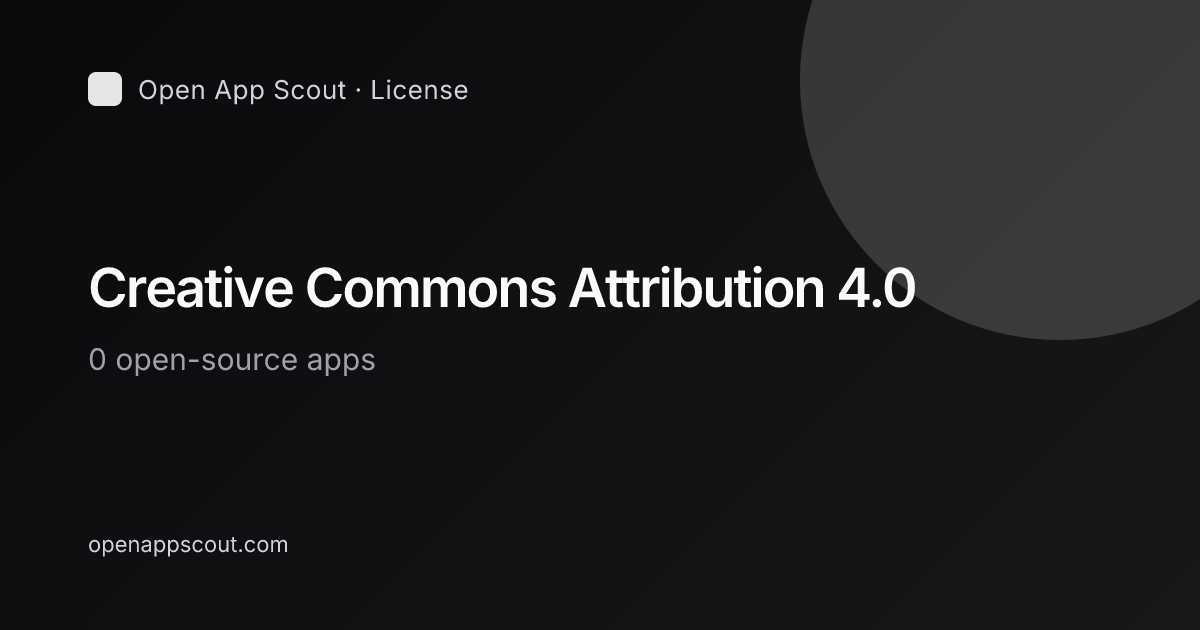 Open App Scout · License
Creative Commons Attribution 4.0
0 open-source apps
openappscout.com